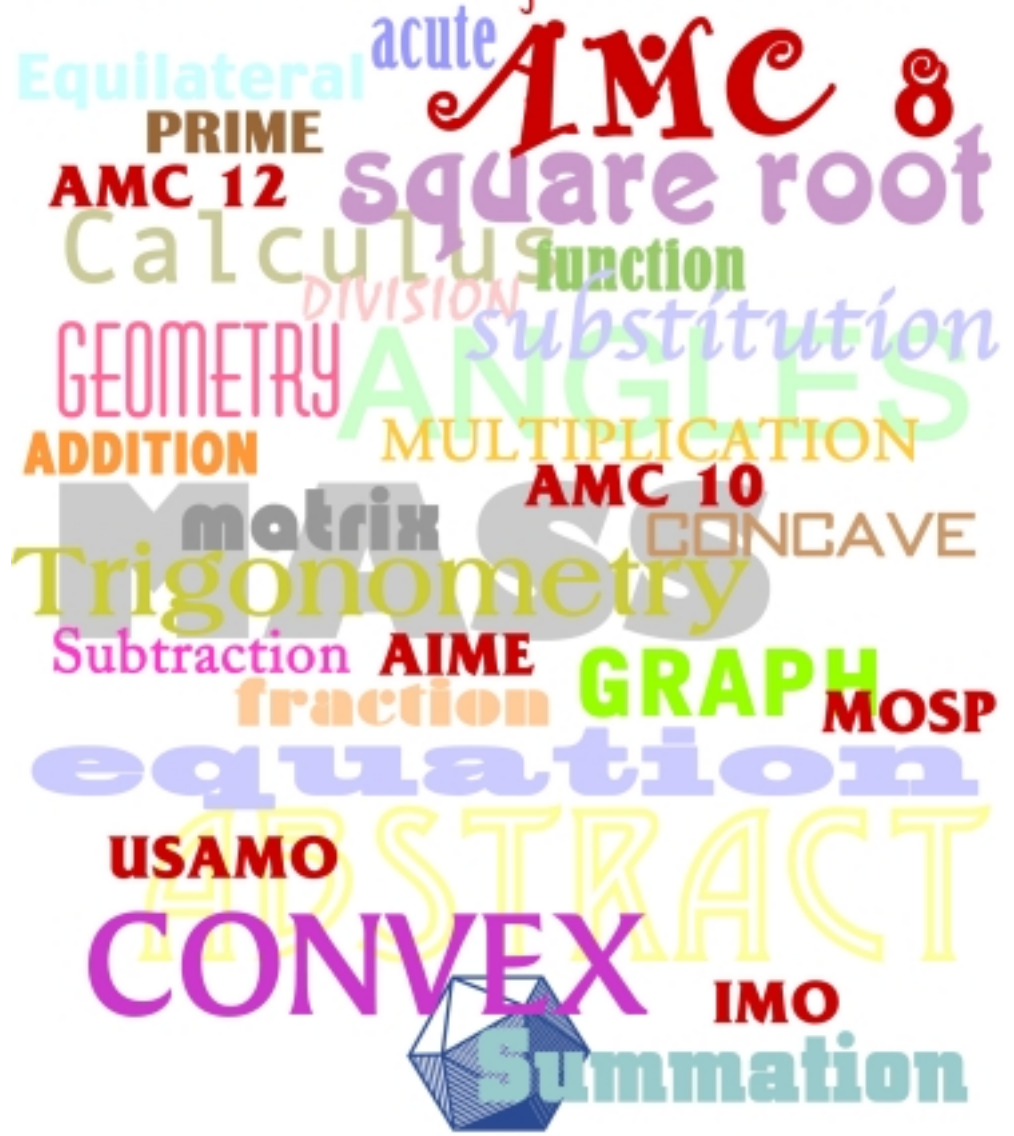 acute
AMC 8
Equilateral
PRIME
AMC 12
square root
Calculus
function
DIVISION
substitution
GEOMETRY
ANGLES
ADDITION
MULTIPLICATION
AMC 10
MASS
matrix
CONCAVE
Trigonometry
Subtraction
AIME
GRAPH
fraction
MOSP
equation
ABSTRACT
USAMO
CONVEX
IMO
Summation